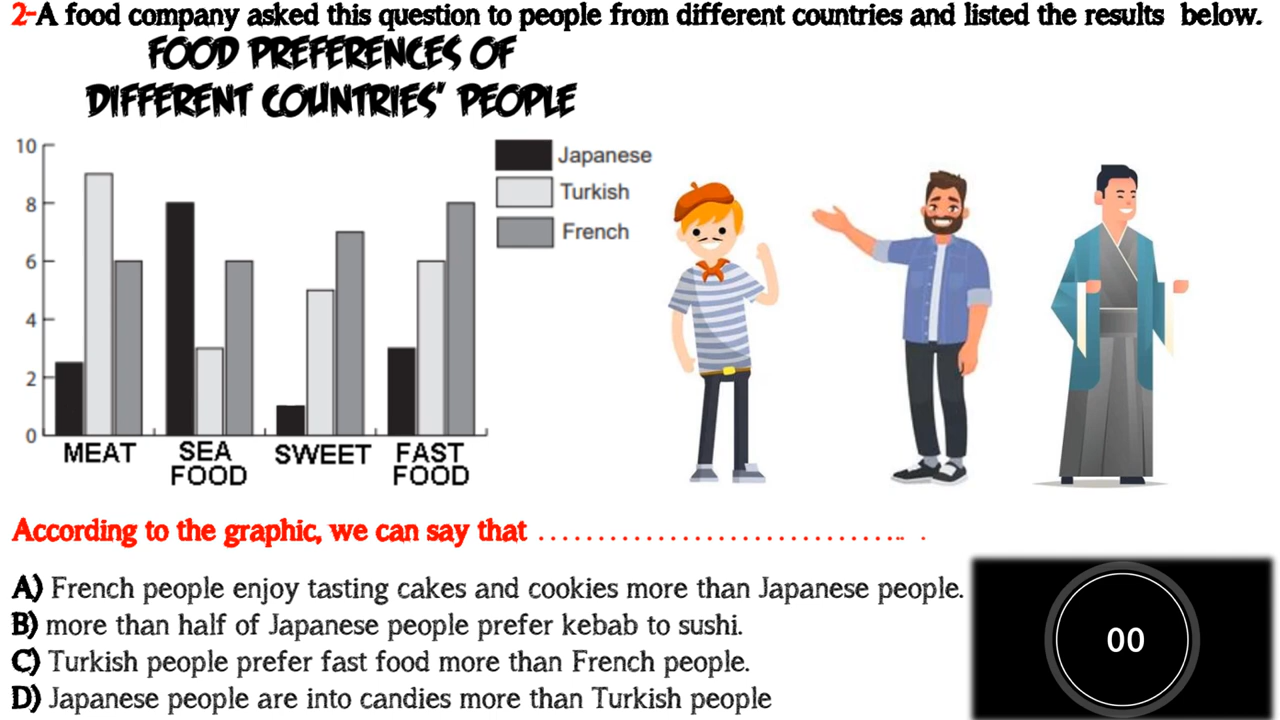 2-A food company asked this question to people from different countries and listed the results below.
FOOD PREFERENCES OF
DIFFERENT COUNTRIES' PEOPLE
10
8
6
4
2
0
Japanese
Turkish
French
MEAT
SEA
FOOD
SWEET
FAST
FOOD
According to the graphic, we can say that ................................. .
A) French people enjoy tasting cakes and cookies more than Japanese people.
B) more than half of Japanese people prefer kebab to sushi.
C) Turkish people prefer fast food more than French people.
D) Japanese people are into candies more than Turkish people
00